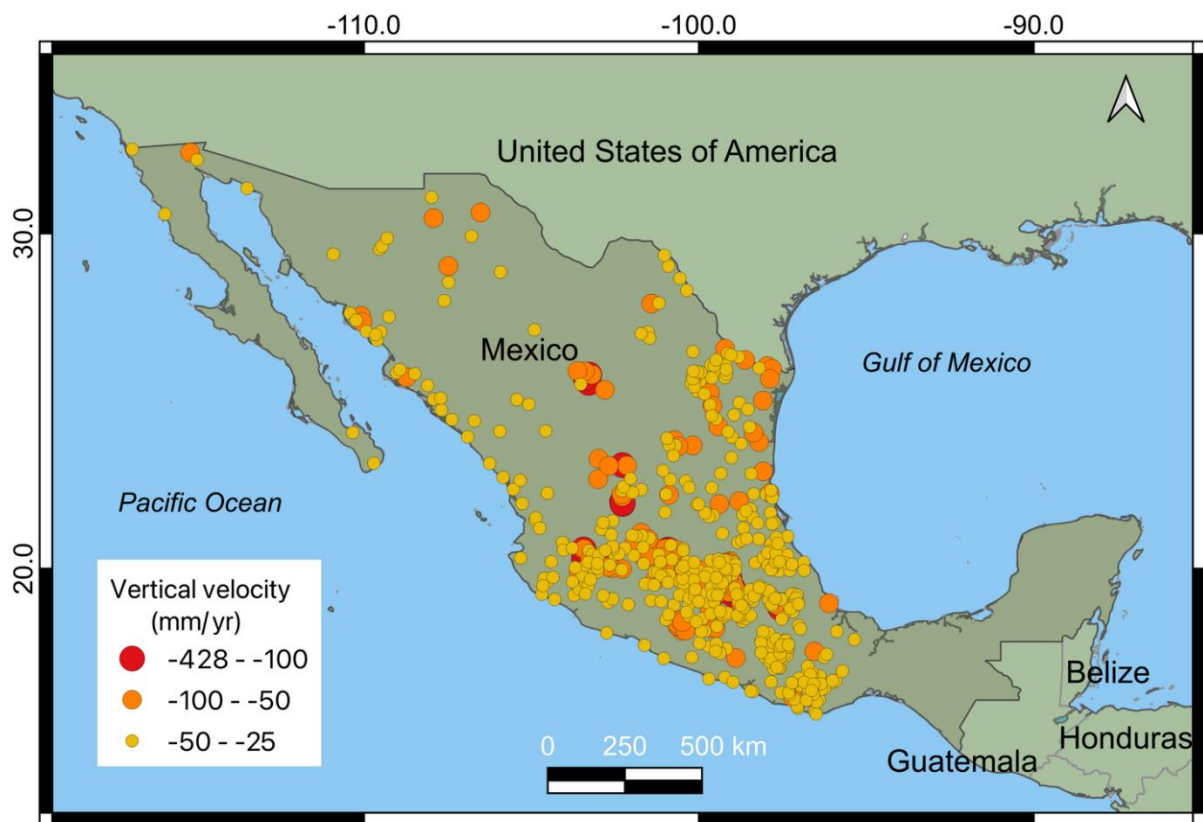 -110.0
-100.0
-90.0
United States of America
30.0
Mexico
Gulf of Mexico
Pacific Ocean
20.0
Vertical velocity
(mm/yr)
-428 - -100
-100 - -50
-50 - -25
Belize
0 250 500 km
Honduras
Guatemala